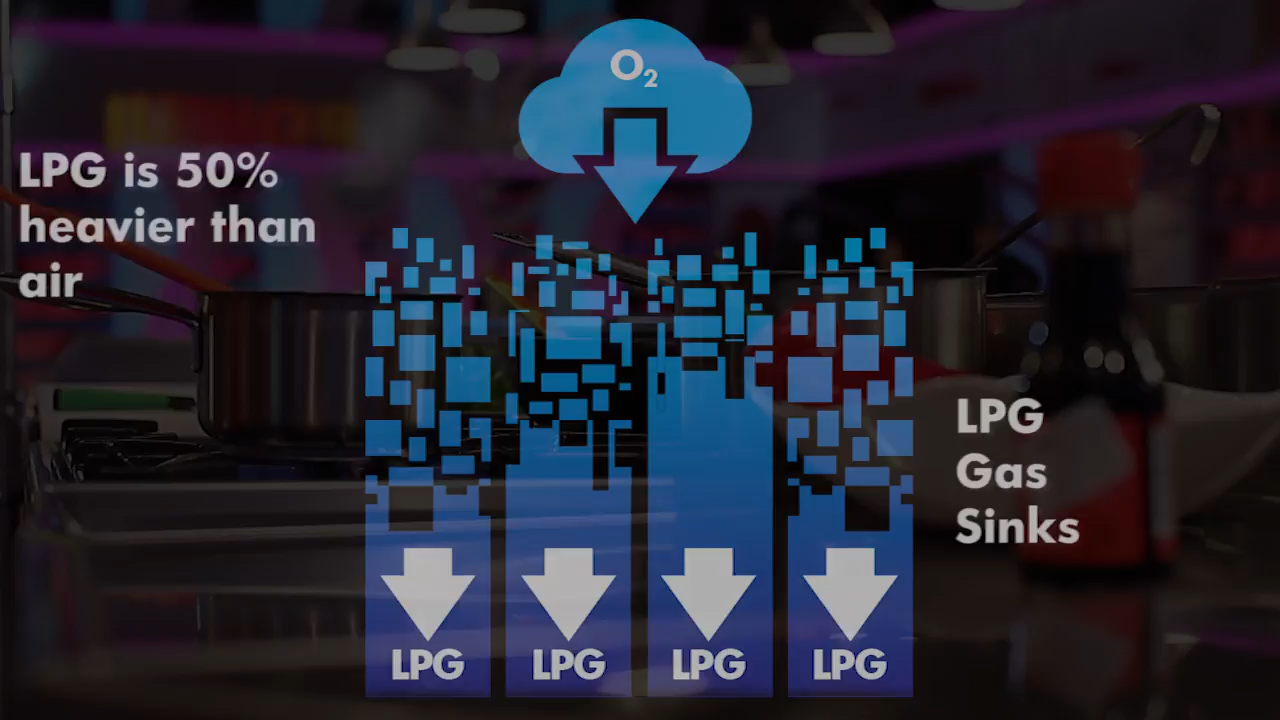 O₂
LPG is 50%
heavier than
air
LPG
Gas
Sinks
LPG LPG LPG LPG